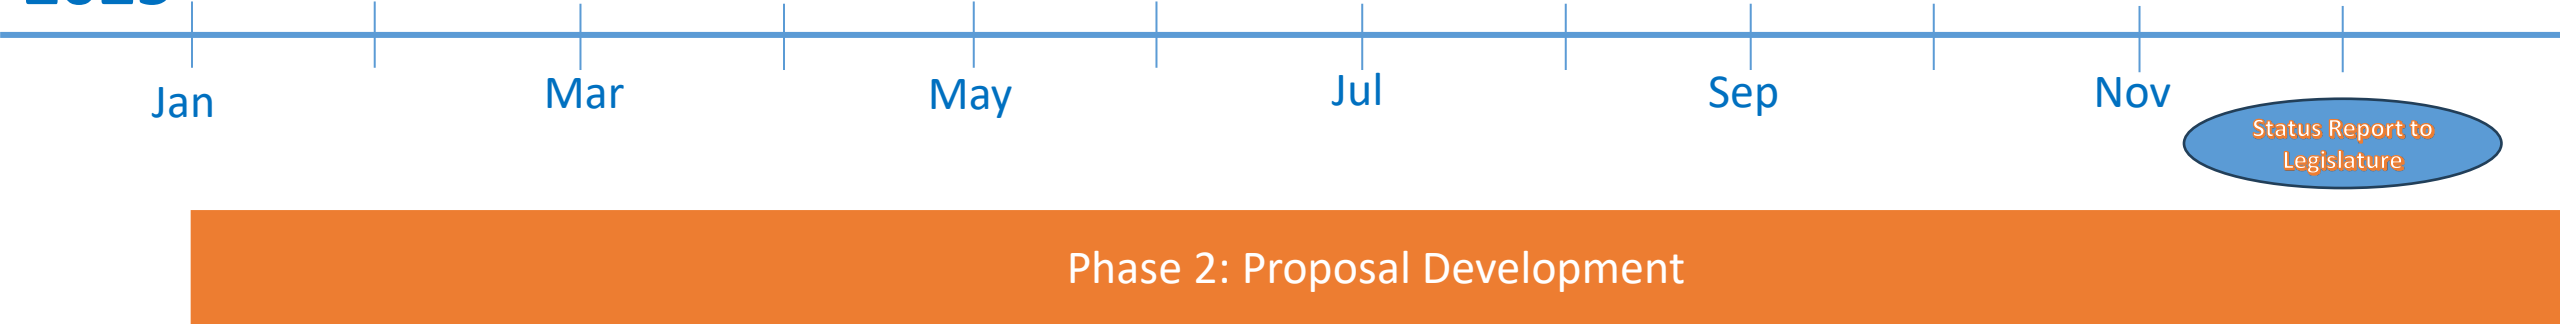 Jan
Mar
May
Jul
Sep
Nov
Status Report to
Legislature
Phase 2: Proposal Development